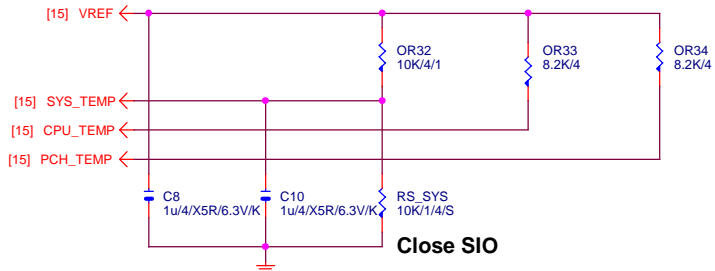 [15] VREF
OR32
10K/4/1
OR33
8.2K/4
OR34
8.2K/4
[15] SYS_TEMP
[15] CPU_TEMP
[15] PCH_TEMP
C8
1u/4/X5R/6.3V/K
C10
1u/4/X5R/6.3V/K
RS_SYS
10K/1/4/S
Close SIO